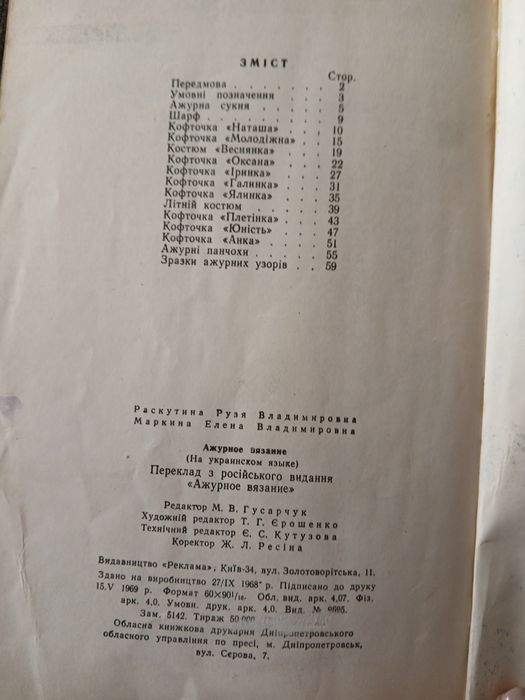 ЗМІСТ
Стор.
Передмова . . . . . . . 2
Умовні позначення . . . . 3
Ажурна сукня . . . . . 5
Шарф . . . . . . . . 9
Кофточка «Наташа» . . . 10
Кофточка «Молодіжна» . . 15
Костюм «Веснянка» . . . 19
Кофточка «Оксана» . . . 22
Кофточка «Іринка» . . . 27
Кофточка «Галинка» . . . 31
Кофточка «Ялинка» . . . 35
Літній костюм . . . . . 39
Кофточка «Плетінка» . . . 43
Кофточка «Юність» . . . 47
Кофточка «Анка» . . . . 51
Ажурні панчохи . . . . 55
Зразки ажурних узорів . . 59
Раскутина Рузя Владимировна
Маркина Елена Владимировна
Ажурное вязание
(На украинском языке)
Переклад з російського видання
«Ажурное вязание»
Редактор М. В. Гусарчук
Художній редактор Т. Г. Єрошенко
Технічний редактор Є. С. Кутузова
Коректор Ж. Л. Ресіна
Видавництво «Реклама», Київ-34, вул. Золотоворітська, 11.
Здано на виробництво 27/IX 1968 р. Підписано до друку
15.V 1969 р. Формат 60×90 1/16. Обл. вид. арк. 4,07. Фіз.
арк. 4,0. Умовн. друк. арк. 4,0. Вид. №
Зам. 5142. Тираж 50 000
Обласна книжкова друкарня Дніпропетровського
обласного управління по пресі, м. Дніпропетровськ,
вул. Сєрова, 7.